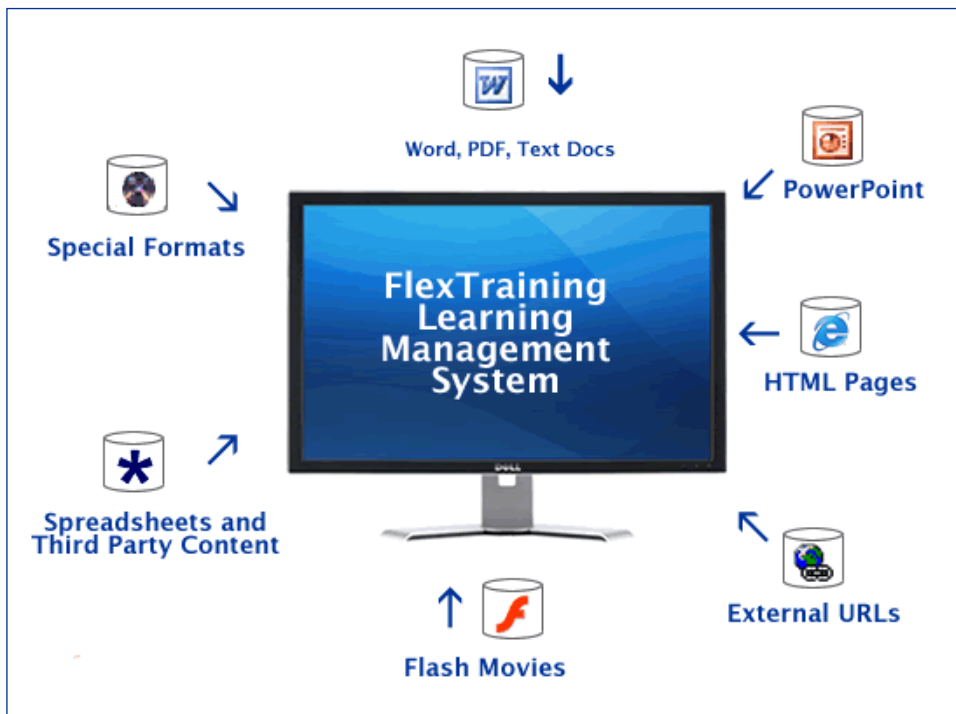 Word, PDF, Text Docs
PowerPoint
Special Formats
FlexTraining
Learning
Management
System
HTML Pages
DELL
Spreadsheets and
Third Party Content
External URLs
Flash Movies